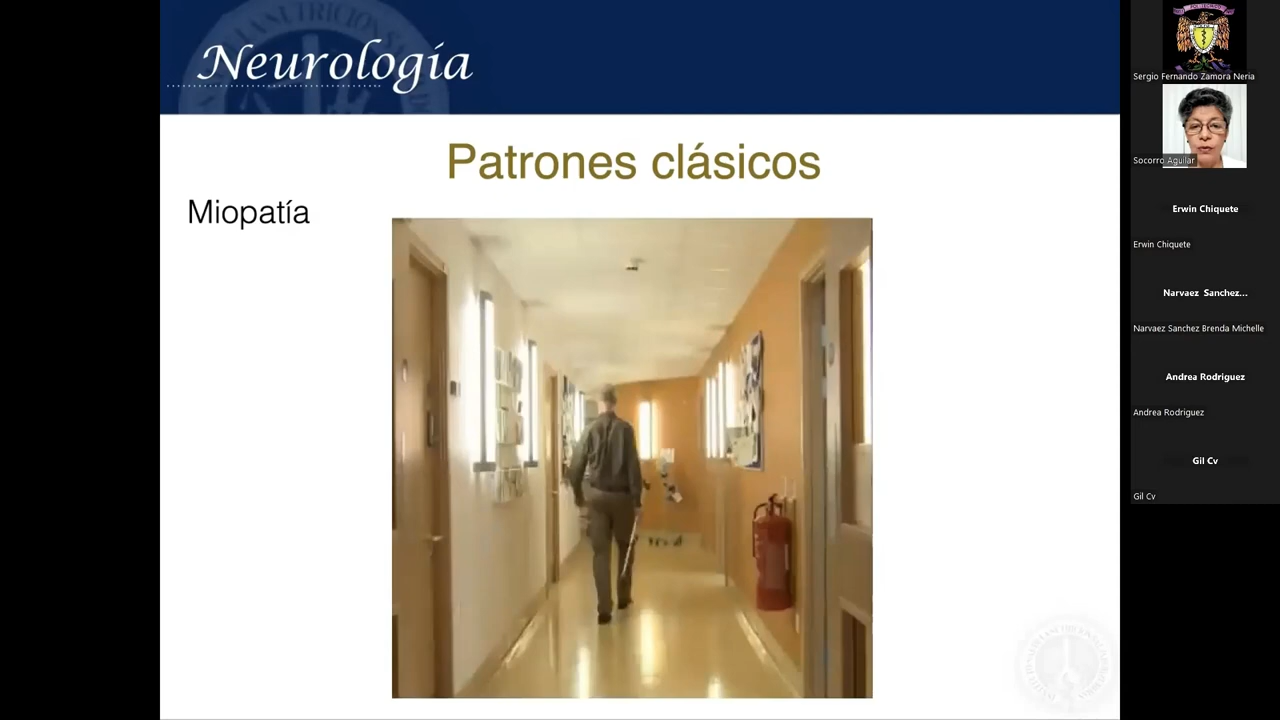 Neurología
Patrones clásicos
Miopatía
Sergio Fernando Zamora Neria
Socorro Aguilar
Erwin Chiquete
Erwin Chiquete
Narvaez Sanchez...
Narvaez Sanchez Brenda Michelle
Andrea Rodriguez
Andrea Rodriguez
Gil Cv
Gil Cv